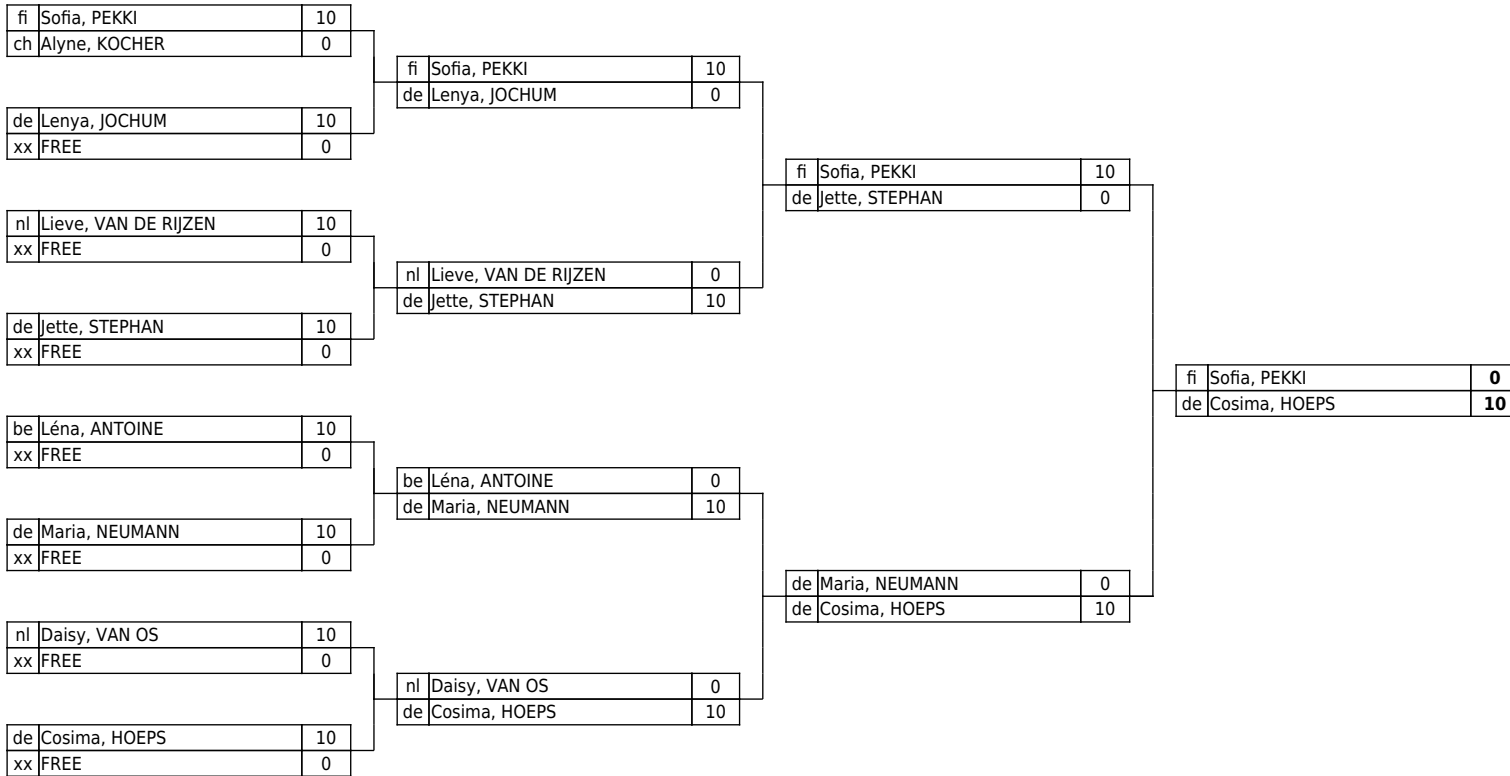 fi Sofia, PEKKI 10
ch Alyne, KOCHER 0
de Lenya, JOCHUM 10
xx FREE 0
nl Lieve, VAN DE RIJZEN 10
xx FREE 0
de Jette, STEPHAN 10
xx FREE 0
be Léna, ANTOINE 10
xx FREE 0
de Maria, NEUMANN 10
xx FREE 0
nl Daisy, VAN OS 10
xx FREE 0
de Cosima, HOEPS 10
xx FREE 0
fi Sofia, PEKKI 10
de Lenya, JOCHUM 0
nl Lieve, VAN DE RIJZEN 0
de Jette, STEPHAN 10
be Léna, ANTOINE 0
de Maria, NEUMANN 10
nl Daisy, VAN OS 0
de Cosima, HOEPS 10
fi Sofia, PEKKI 10
de Jette, STEPHAN 0
de Maria, NEUMANN 0
de Cosima, HOEPS 10
fi Sofia, PEKKI 0
de Cosima, HOEPS 10